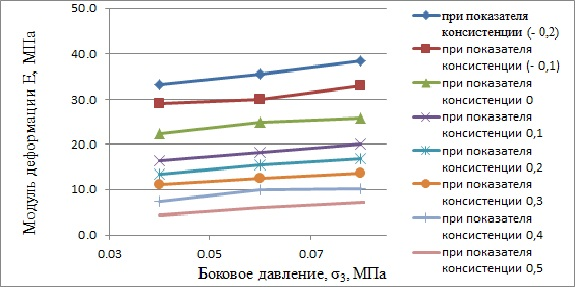 Модуль деформации E, МПа
50.0
40.0
30.0
20.0
10.0
0.0
0.03
0.05
0.07
Боковое давление, σ3, МПа
при показателя
консистенции (- 0,2)
при показателя
консистенции (- 0,1)
при показателя
консистенции 0
при показателя
консистенции 0,1
при показателя
консистенции 0,2
при показателя
консистенции 0,3
при показателя
консистенции 0,4
при показателя
консистенции 0,5